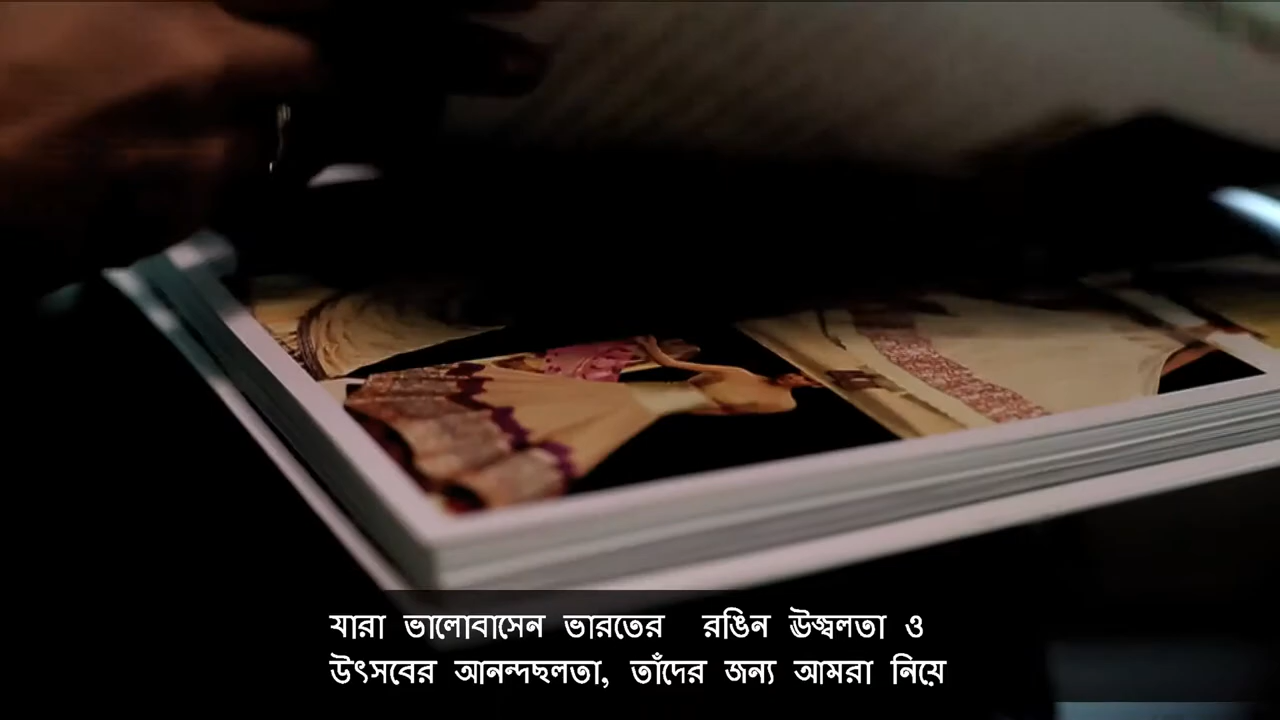 যারা ভালোবাসেন ভারতের রঙিন উজ্বলতা ও
উৎসবের আনন্দছলতা, তাঁদের জন্য আমরা নিয়ে